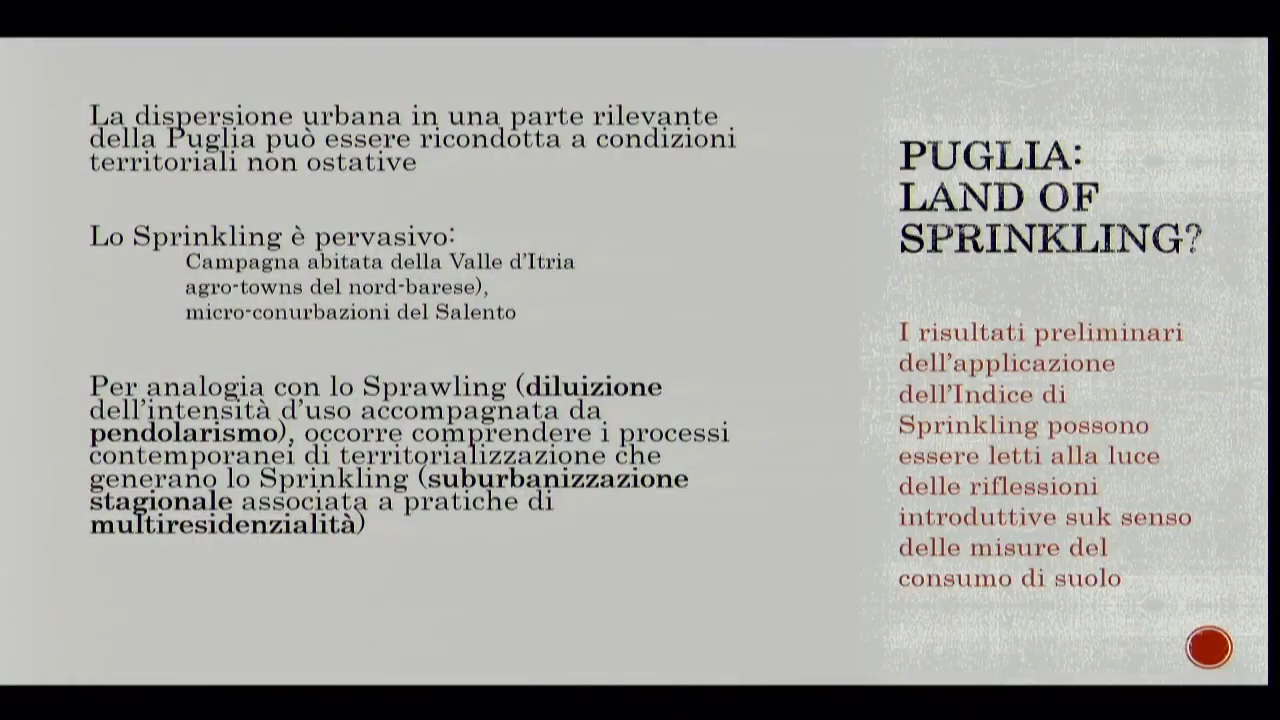 La dispersione urbana in una parte rilevante
della Puglia può essere ricondotta a condizioni
territoriali non ostative
Lo Sprinkling è pervasivo:
Campagna abitata della Valle d'Itria
agro-towns del nord-barese),
micro-conurbazioni del Salento
Per analogia con lo Sprawling (diluizione
dell'intensità d'uso accompagnata da
pendolarismo), occorre comprendere i processi
contemporanei di territorializzazione che
generano lo Sprinkling (suburbanizzazione
stagionale associata a pratiche di
multiresidenzialità)
PUGLIA:
LAND OF
SPRINKLING?
I risultati preliminari
dell'applicazione
dell'Indice di
Sprinkling possono
essere letti alla luce
delle riflessioni
introduttive suk senso
delle misure del
consumo di suolo